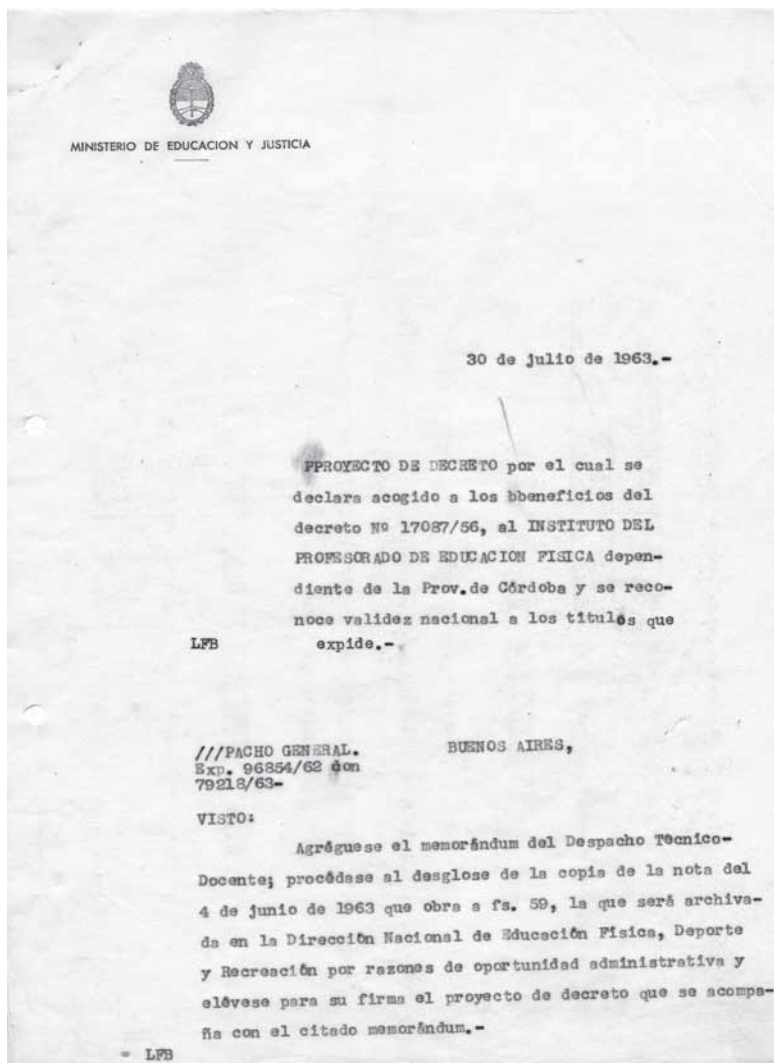 MINISTERIO DE EDUCACION Y JUSTICIA
30 de julio de 1963.-
PPROYECTO DE DECRETO por el cual se
declara acogido a los bbeneficios del
decreto Nº 17087/56, al INSTITUTO DEL
PROFESORADO DE EDUCACION FISICA depen-
diente de la Prov.de Córdoba y se reco-
noce validez nacional a los titulos que
LFB expide.-
///PACHO GENERAL. BUENOS AIRES,
Exp. 96854/62 con
79218/63-
VISTO:
Agréguese el memorándum del Despacho Técnico-
Docente; procédase al desglose de la copia de la nota del
4 de junio de 1963 que obra a fs. 59, la que será archiva-
da en la Dirección Nacional de Educación Física, Deporte
y Recreación por razones de oportunidad administrativa y
elévese para su firma el proyecto de decreto que se acompa-
ña con el citado memorándum.-
- LFB